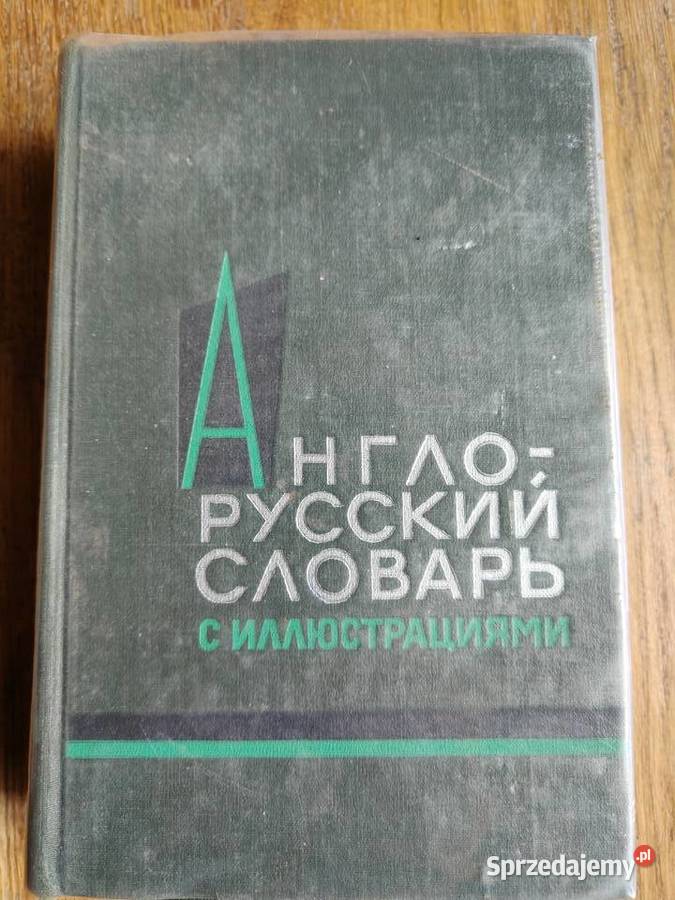 Англо-
русский
словарь
с иллюстрациями
Sprzedajemy.pl